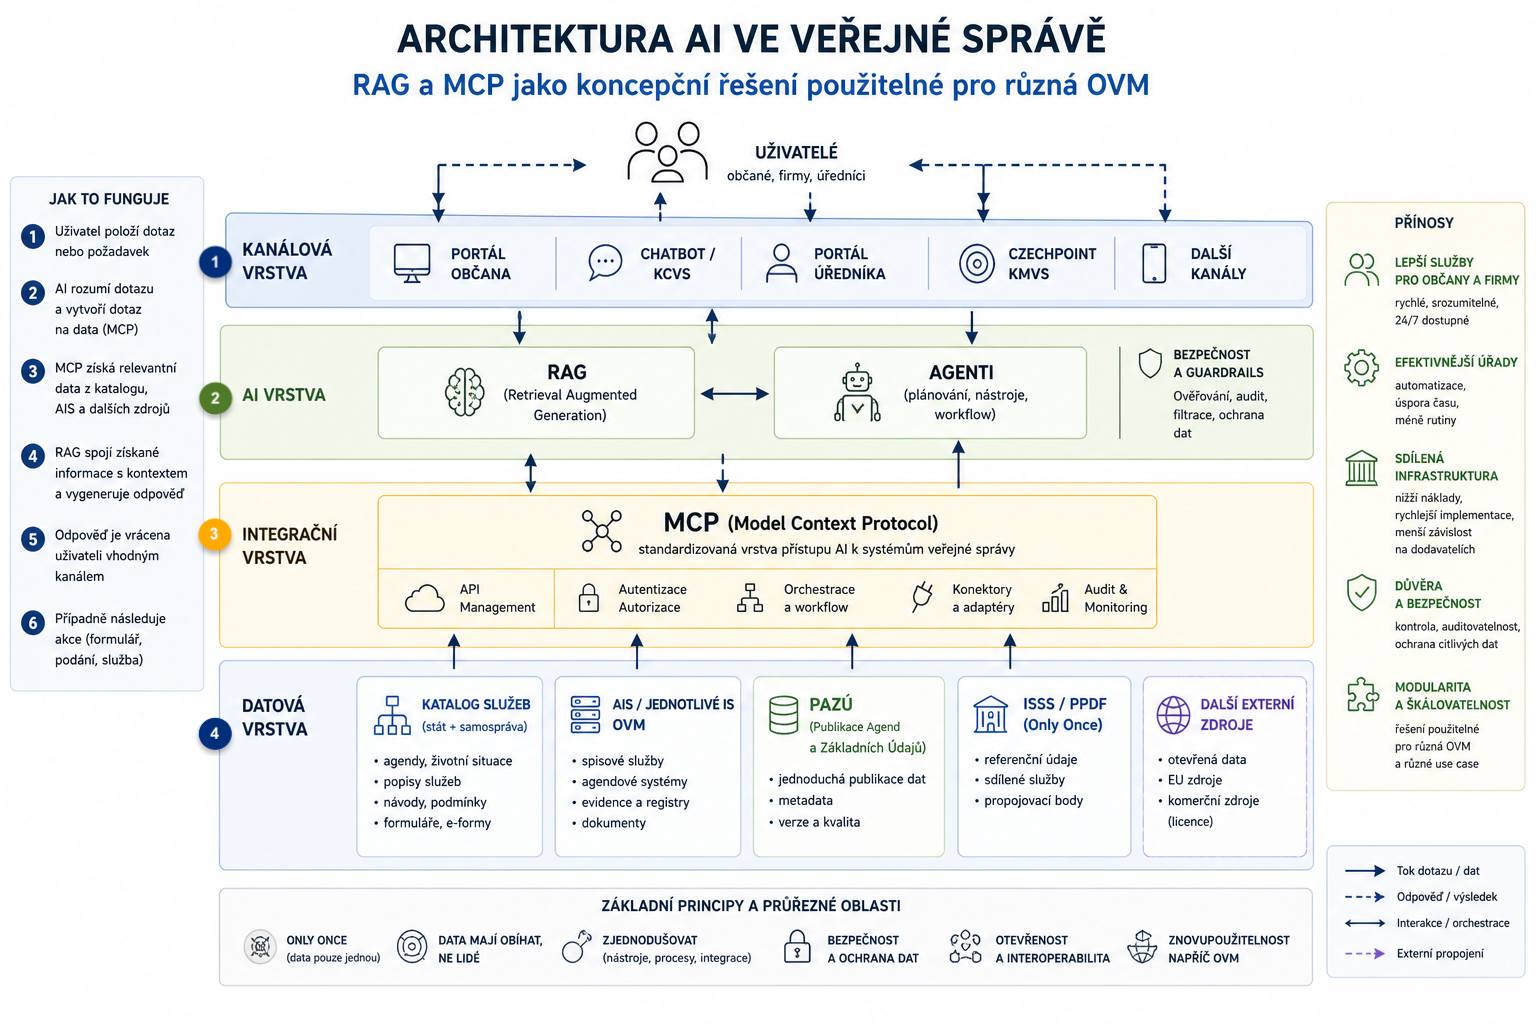 ARCHITEKTURA AI VE VEŘEJNÉ SPRÁVĚ
RAG a MCP jako koncepční řešení použitelné pro různá OVM
UŽIVATELÉ
občané, firmy, úředníci
JAK TO FUNGUJE
1
Uživatel položí dotaz
nebo požadavek
2
AI rozumí dotazu
a vytvoří dotaz
na data (MCP)
3
MCP získá relevantní
data z katalogu,
AIS a dalších zdrojů
4
RAG spojí získané
informace s kontextem
a vygeneruje odpověď
5
Odpověď je vrácena
uživateli vhodným
kanálem
6
Případně následuje
akce (formulář,
podání, služba)
1
KANÁLOVÁ
VRSTVA
PORTÁL
OBČANA
CHATBOT /
KCVS
PORTÁL
ÚŘEDNÍKA
CZECHPOINT
KMVS
DALŠÍ
KANÁLY
2
AI VRSTVA
RAG
(Retrieval Augmented
Generation)
AGENTI
(plánování, nástroje,
workflow)
BEZPEČNOST
A GUARDRAILS
Ověřování, audit,
filtrace, ochrana
dat
3
INTEGRAČNÍ
VRSTVA
MCP (Model Context Protocol)
standardizovaná vrstva přístupu AI k systémům veřejné správy
API
Management
Autentizace
Autorizace
Orchestrace
a workflow
Konektory
a adaptéry
Audit &
Monitoring
4
DATOVÁ
VRSTVA
KATALOG SLUŽEB
(stát + samospráva)
• agendy, životní situace
• popisy služeb
• návody, podmínky
• formuláře, e-formy
AIS / JEDNOTLIVÉ IS
OVM
• spisové služby
• agendové systémy
• evidence a registry
• dokumenty
PAZÚ
(Publikace Agend
a Základních Údajů)
• jednoduchá publikace dat
• metadata
• verze a kvalita
ISSS / PPDF
(Only Once)
• referenční údaje
• sdílené služby
• propojovací body
DALŠÍ EXTERNÍ
ZDROJE
• otevřená data
• EU zdroje
• komerční zdroje
(licence)
ZÁKLADNÍ PRINCIPY A PRŮŘEZNÉ OBLASTI
ONLY ONCE
(data pouze jednou)
DATA MAJÍ OBÍHAT,
NE LIDÉ
ZJEDNODUŠOVAT
(nástroje, procesy, integrace)
BEZPEČNOST
A OCHRANA DAT
OTEVŘENOST
A INTEROPERABILITA
ZNOVUPOUŽITELNOST
NAPŘÍČ OVM
PŘÍNOSY
LEPŠÍ SLUŽBY
PRO OBČANY A FIRMY
rychlé, srozumitelné,
24/7 dostupné
EFEKTIVNĚJŠÍ ÚŘADY
automatizace,
úspora času,
méně rutiny
SDÍLENÁ
INFRASTRUKTURA
nižší náklady,
rychlejší implementace,
menší závislost
na dodavatelích
DŮVĚRA
A BEZPEČNOST
kontrola, auditovatelnost,
ochrana citlivých dat
MODULARITA
A ŠKÁLOVATELNOST
řešení použitelné
pro různá OVM
a různé use case
Tok dotazu / dat
Odpověď / výsledek
Interakce / orchestrace
Externí propojení